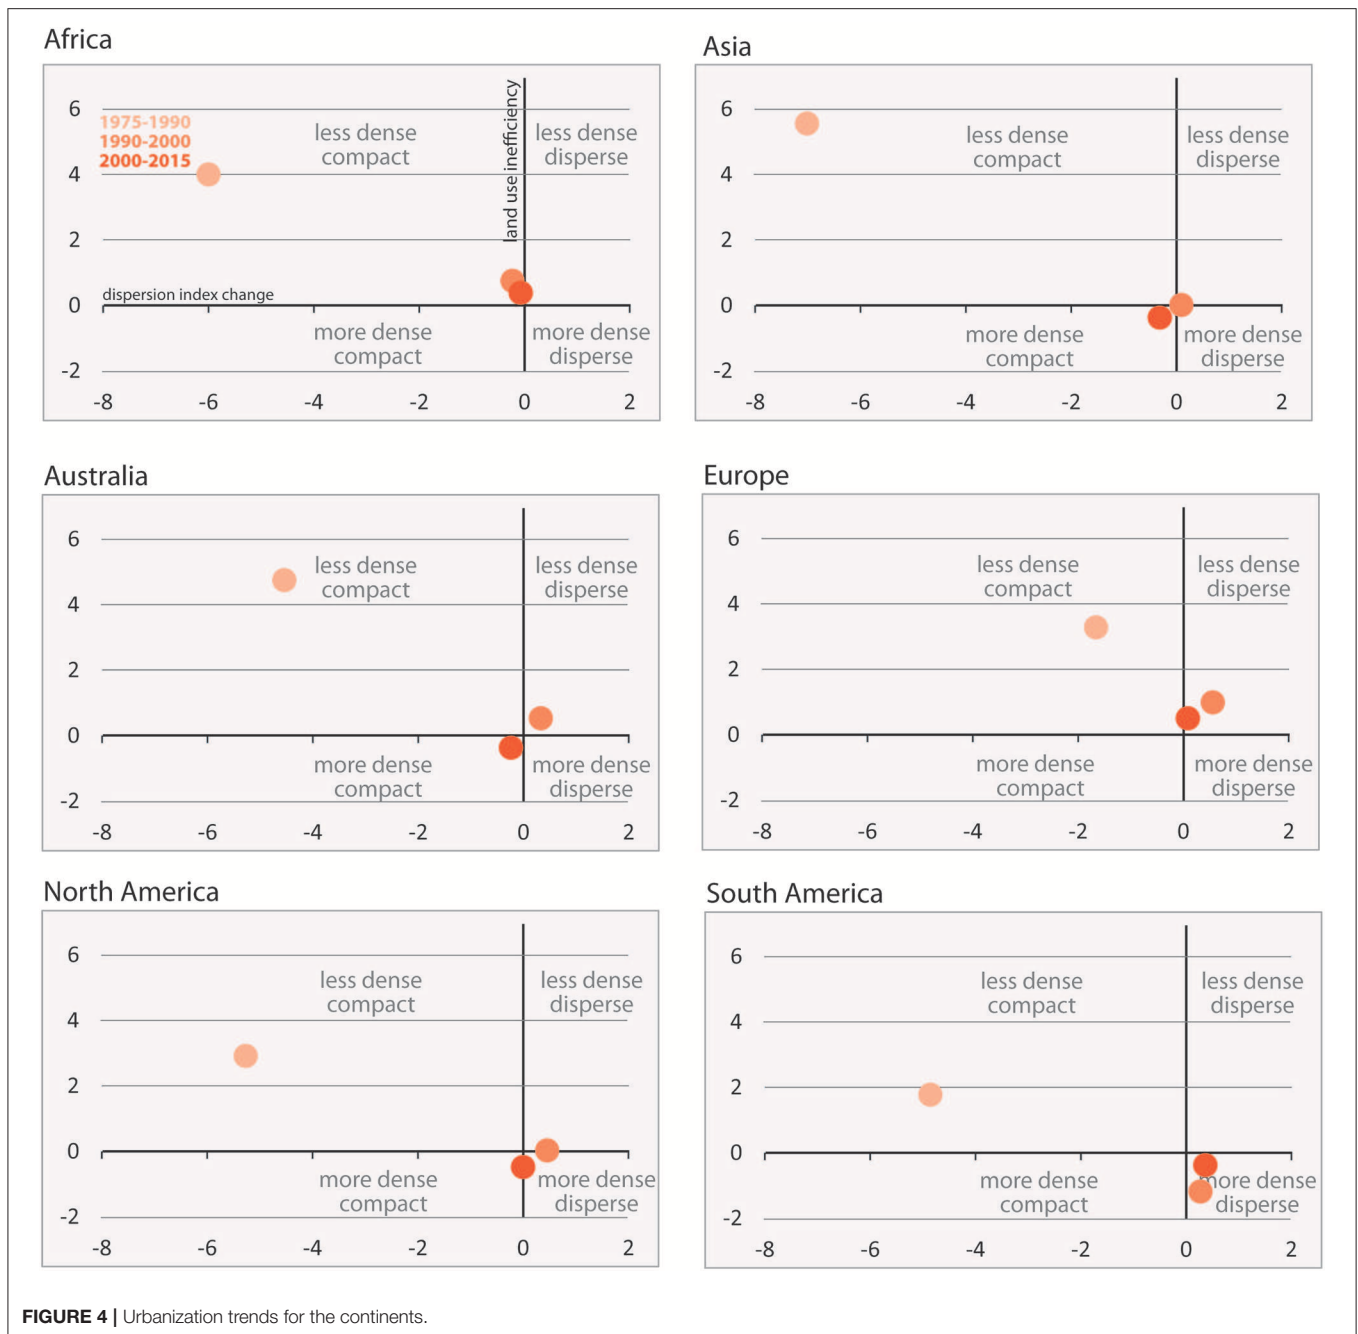 Africa
6
1975-1990
1990-2000
2000-2015
less dense
compact
land use inefficiency
less dense
disperse
4
2
0
dispersion index change
more dense
compact
more dense
disperse
-2
-8 -6 -4 -2 0 2
Asia
6
less dense
compact
less dense
disperse
4
2
0
more dense
compact
more dense
disperse
-2
-8 -6 -4 -2 0 2
Australia
6
less dense
compact
less dense
disperse
4
2
0
more dense
compact
more dense
disperse
-2
-8 -6 -4 -2 0 2
Europe
6
less dense
compact
less dense
disperse
4
2
0
more dense
compact
more dense
disperse
-2
-8 -6 -4 -2 0 2
North America
6
less dense
compact
less dense
disperse
4
2
0
more dense
compact
more dense
disperse
-2
-8 -6 -4 -2 0 2
South America
6
less dense
compact
less dense
disperse
4
2
0
more dense
compact
more dense
disperse
-2
-8 -6 -4 -2 0 2
FIGURE 4 | Urbanization trends for the continents.